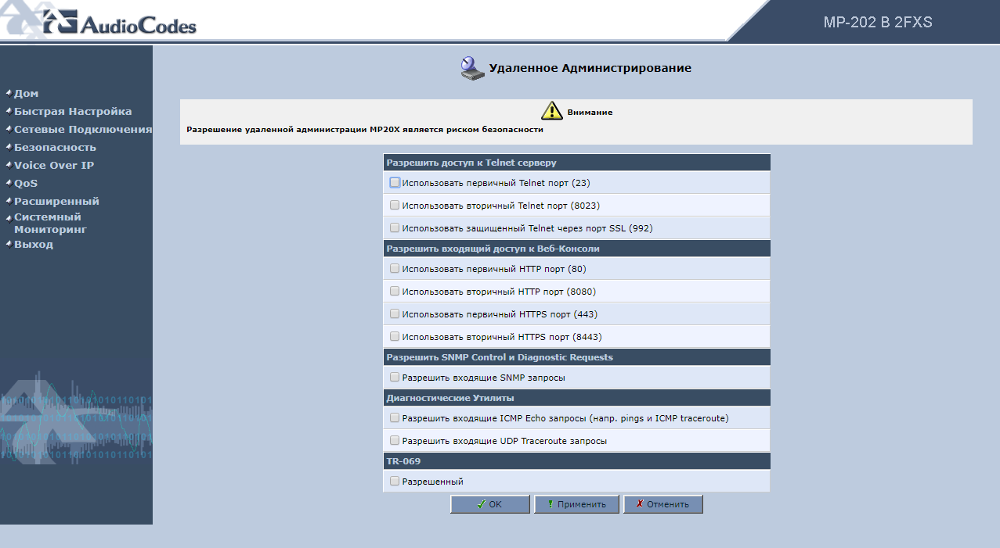 AudioCodes
MP-202 B 2FXS
Дом
Быстрая Настройка
Сетевые Подключения
Безопасность
Voice Over IP
QoS
Расширенный
Системный
Мониторинг
Выход
Удаленное Администрирование
Внимание
Разрешение удаленной администрации MP20X является риском безопасности
Разрешить доступ к Telnet серверу
Использовать первичный Telnet порт (23)
Использовать вторичный Telnet порт (8023)
Использовать защищенный Telnet через порт SSL (992)
Разрешить входящий доступ к Веб-Консоли
Использовать первичный HTTP порт (80)
Использовать вторичный HTTP порт (8080)
Использовать первичный HTTPS порт (443)
Использовать вторичный HTTPS порт (8443)
Разрешить SNMP Control и Diagnostic Requests
Разрешить входящие SNMP запросы
Диагностические Утилиты
Разрешить входящие ICMP Echo запросы (напр. pings и ICMP traceroute)
Разрешить входящие UDP Traceroute запросы
TR-069
Разрешенный
OK
Применить
Отменить